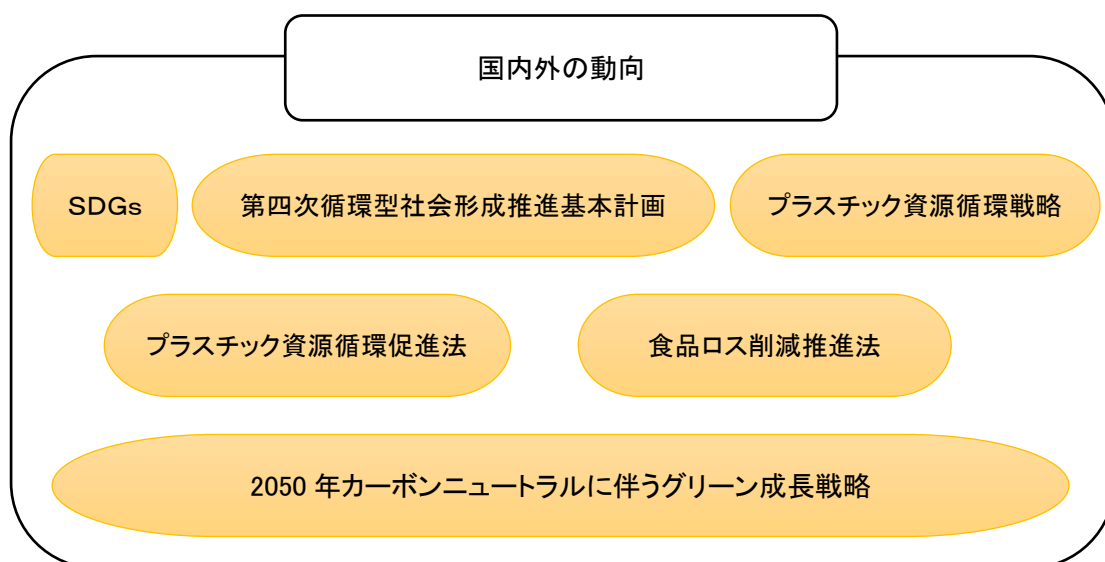 国内外の動向
SDGs
第四次循環型社会形成推進基本計画
プラスチック資源循環戦略
プラスチック資源循環促進法
食品ロス削減推進法
2050 年カーボンニュートラルに伴うグリーン成長戦略